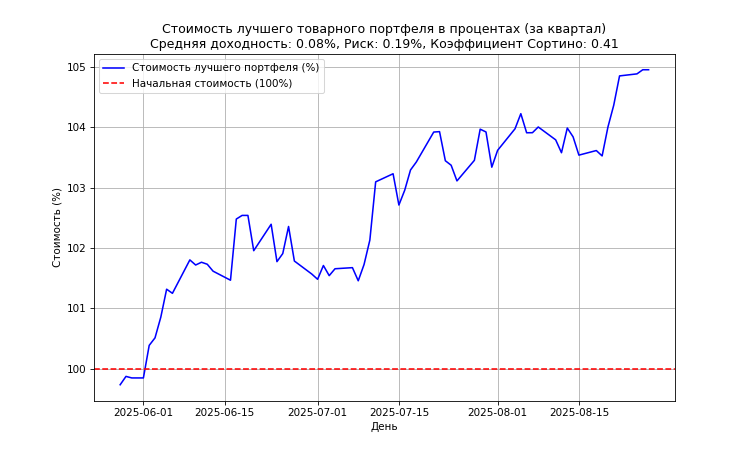 Стоимость лучшего товарного портфеля в процентах (за квартал)
Средняя доходность: 0.08%, Риск: 0.19%, Коэффициент Сортино: 0.41
Стоимость лучшего портфеля (%)
Начальная стоимость (100%)
Стоимость (%)
105
104
103
102
101
100
2025-06-01
2025-06-15
2025-07-01
2025-07-15
2025-08-01
2025-08-15
День